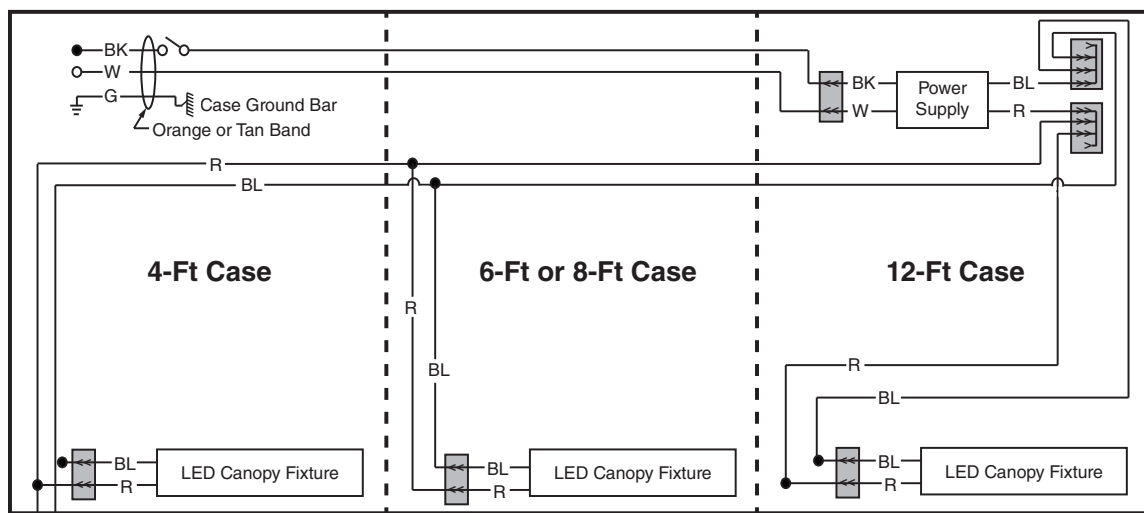 BK
W
G
Case Ground Bar
Orange or Tan Band
BK
W
Power
Supply
BL
R
R
BL
4-Ft Case
6-Ft or 8-Ft Case
12-Ft Case
R
BL
R
BL
BL
R
LED Canopy Fixture
BL
R
LED Canopy Fixture
BL
R
LED Canopy Fixture